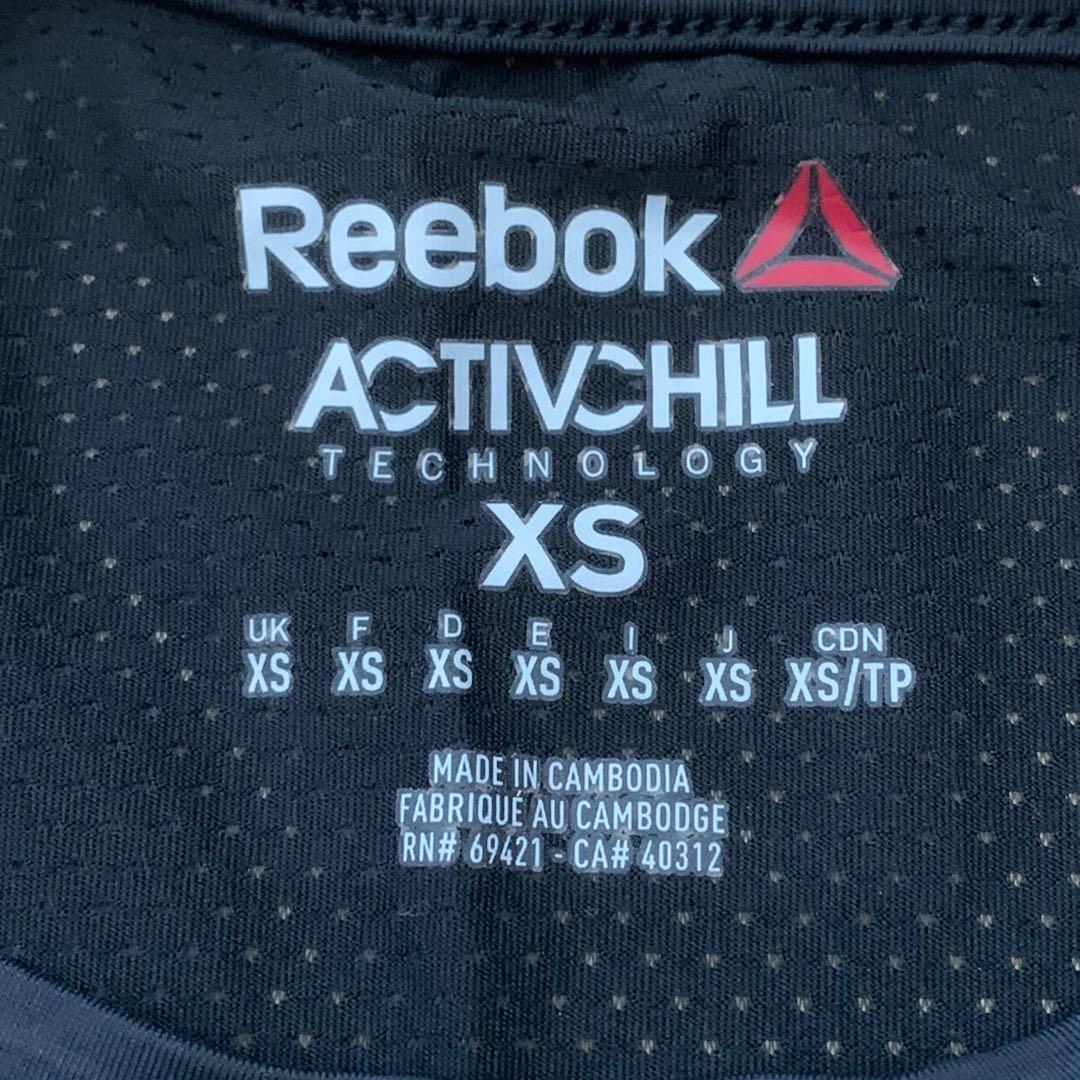 Reebok
ACTIVCHILL
TECHNOLOGY
XS
UK F D E I J CDN
XS XS XS XS XS XS XS/TP
MADE IN CAMBODIA
FABRIQUÉ AU CAMBODGE
RN# 69421 - CA# 40312